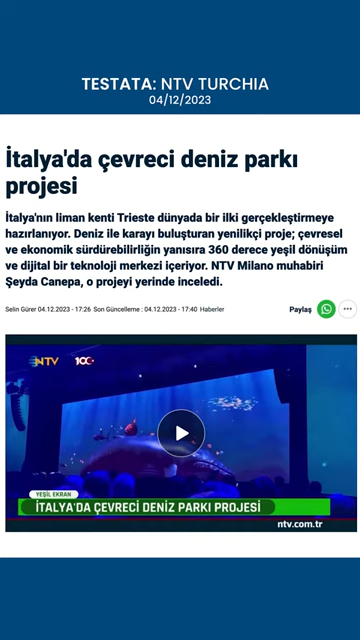 TESTATA: NTV TURCHIA
04/12/2023
İtalya'da çevreci deniz parkı
projesi
İtalya'nın liman kenti Trieste dünyada bir ilki gerçekleştirmeye
hazırlanıyor. Deniz ile karayı buluşturan yenilikçi proje; çevresel
ve ekonomik sürdürebilirliğin yanısıra 360 derece yeşil dönüşüm
ve dijital bir teknoloji merkezi içeriyor. NTV Milano muhabiri
Şeyda Canepa, o projeyi yerinde inceledi.
Selin Gürer 04.12.2023 - 17:26 Son Güncelleme : 04.12.2023 - 17:40 Haberler
Paylaş
NTV 100
YEŞİL EKRAN
İTALYA'DA ÇEVRECİ DENİZ PARKI PROJESİ
ntv.com.tr